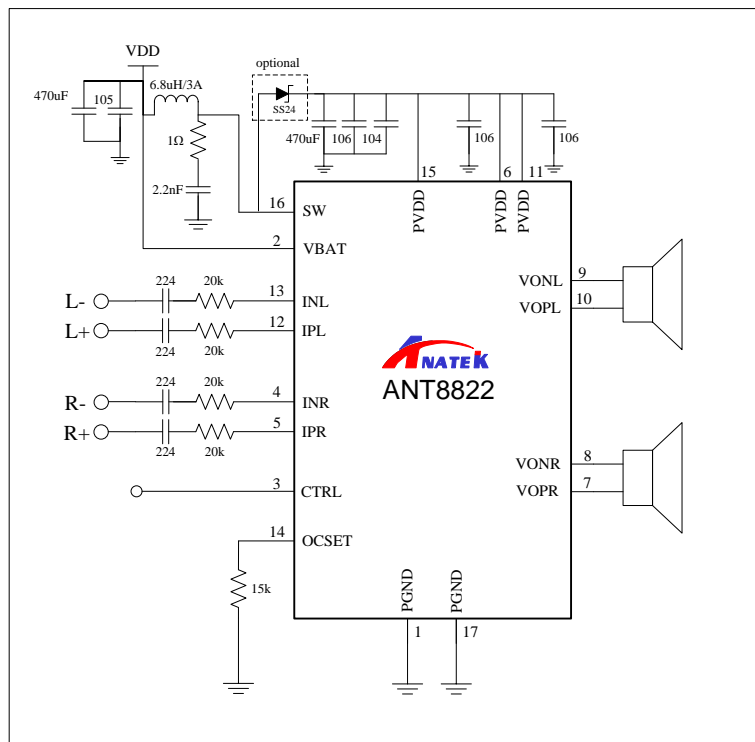 VDD
optional
6.8uH/3A
470uF
105
SS24
1Ω
470uF
106
104
106
106
2.2nF
15
6
11
16
SW
PVDD
PVDD
PVDD
2
VBAT
224
20k
9
VONL
L-
13
INL
10
VOPL
L+
12
IPL
224
20k
ANATEK
ANT8822
224
20k
R-
4
INR
R+
5
IPR
224
20k
8
VONR
3
CTRL
7
VOPR
14
OCSET
15k
PGND
PGND
1
17